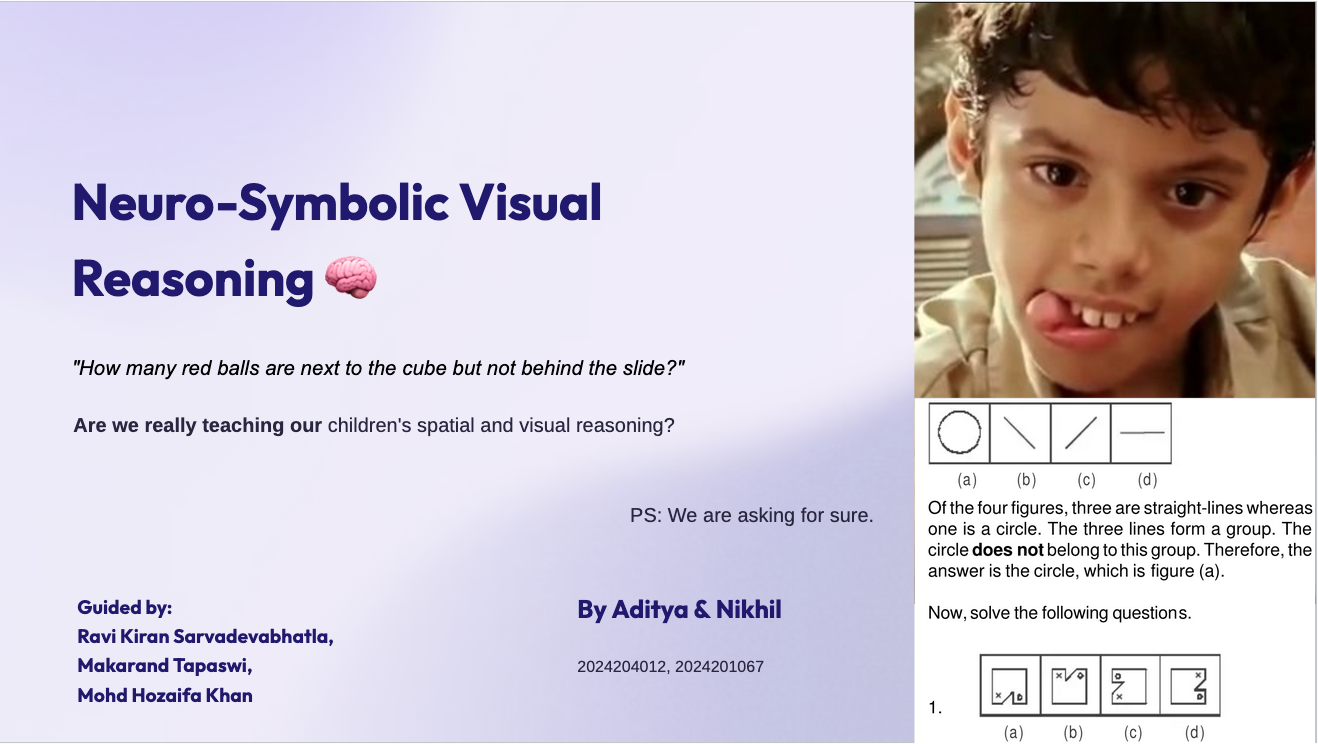 Neuro-Symbolic Visual
Reasoning
"How many red balls are next to the cube but not behind the slide?"
Are we really teaching our children's spatial and visual reasoning?
PS: We are asking for sure.
Guided by:
Ravi Kiran Sarvadevabhatla,
Makarand Tapaswi,
Mohd Hozaifa Khan
By Aditya & Nikhil
2024204012, 2024201067
(a) (b) (c) (d)
Of the four figures, three are straight-lines whereas
one is a circle. The three lines form a group. The
circle does not belong to this group. Therefore, the
answer is the circle, which is figure (a).
Now, solve the following questions.
1.
(a) (b) (c) (d)